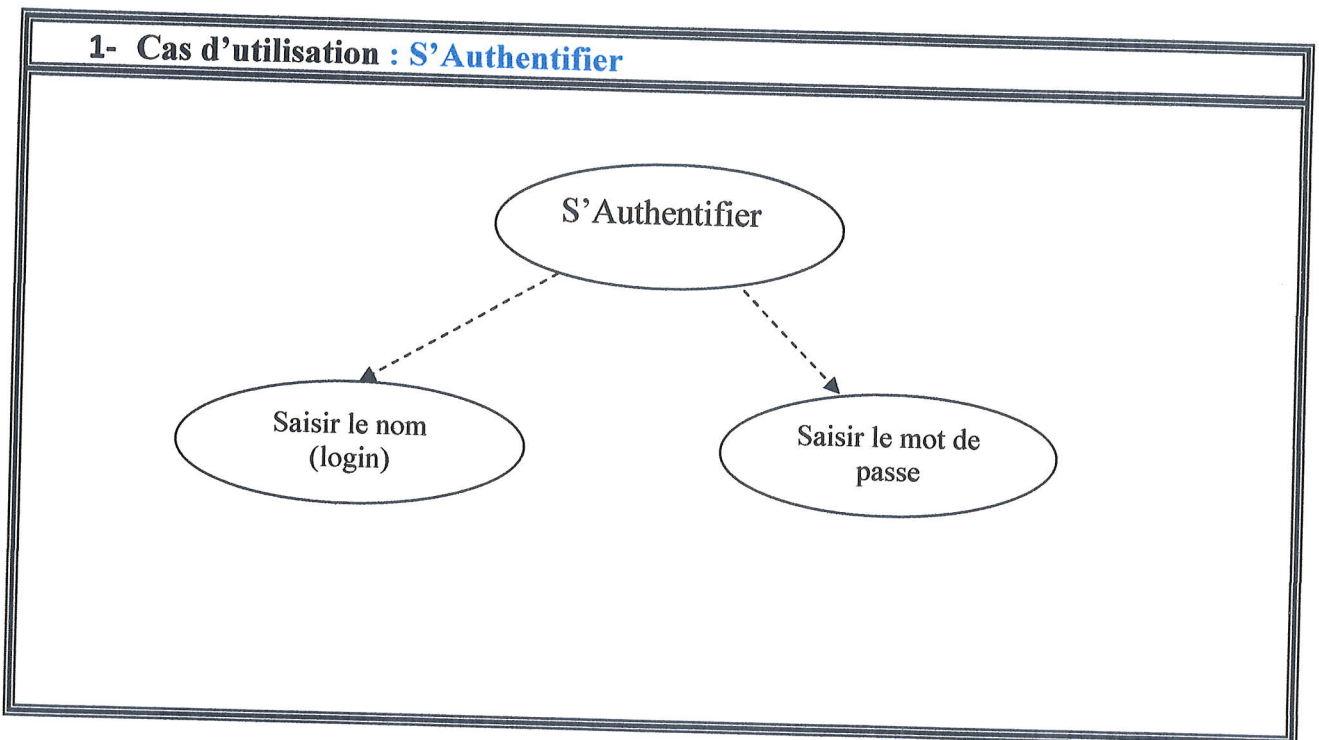 1- Cas d'utilisation : S'Authentifier
S'Authentifier
Saisir le nom
(login)
Saisir le mot de
passe